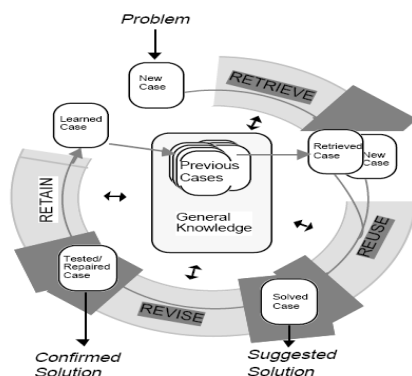 Problem
New
Case
RETRIEVE
Learned
Case
Retrieved
Case
New
Case
Previous
Cases
General
Knowledge
RETAIN
REUSE
Tested/
Repaired
Case
REVISE
Solved
Case
Confirmed
Solution
Suggested
Solution